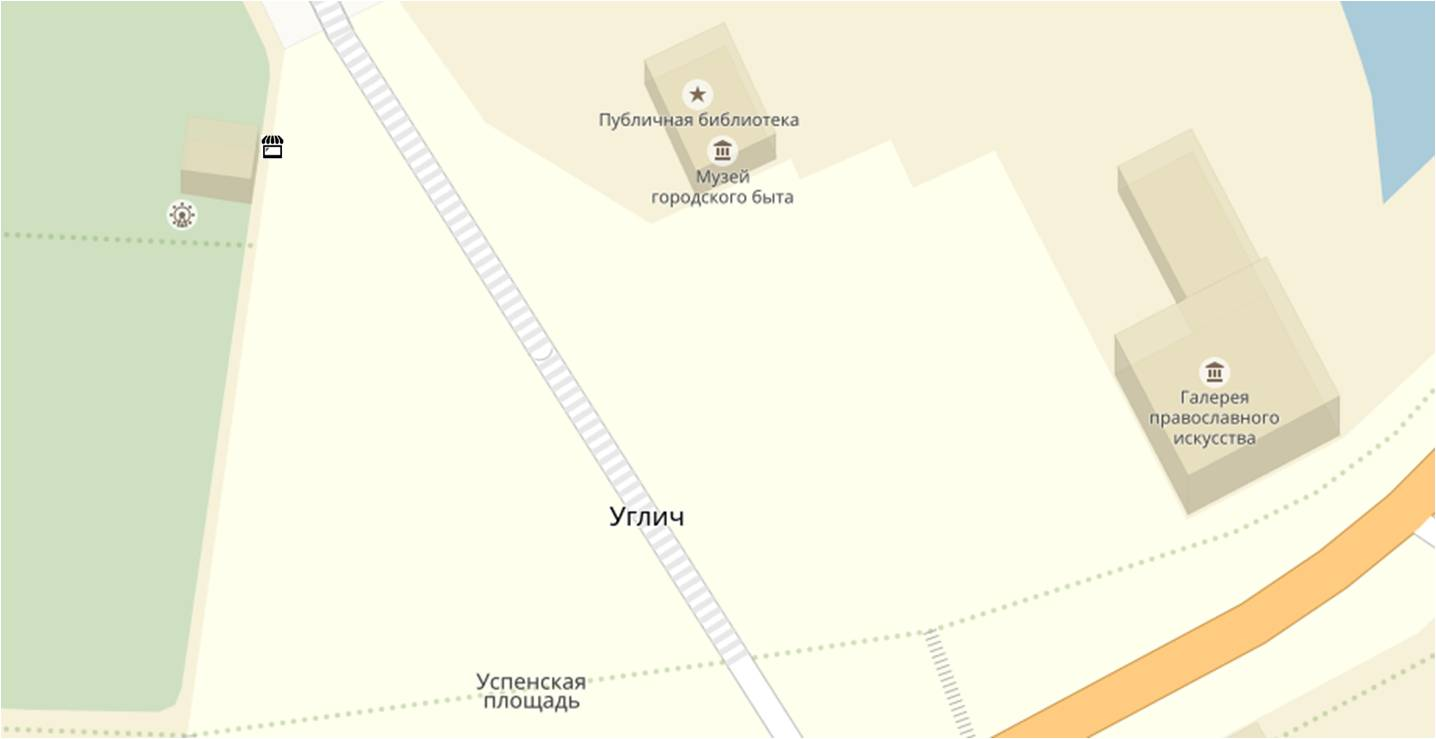 Публичная библиотека
Музей
городского быта
Галерея
православного
искусства
Углич
Успенская
площадь